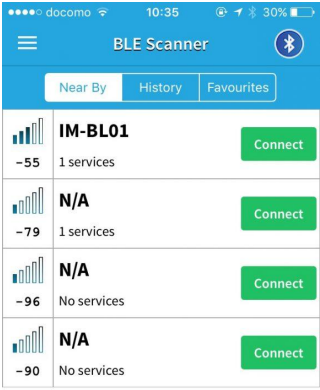 docomo 10:35 30%
BLE Scanner
Near By History Favourites
IM-BL01
-55 1 services
Connect
N/A
-79 1 services
Connect
N/A
-96 No services
Connect
N/A
-90 No services
Connect